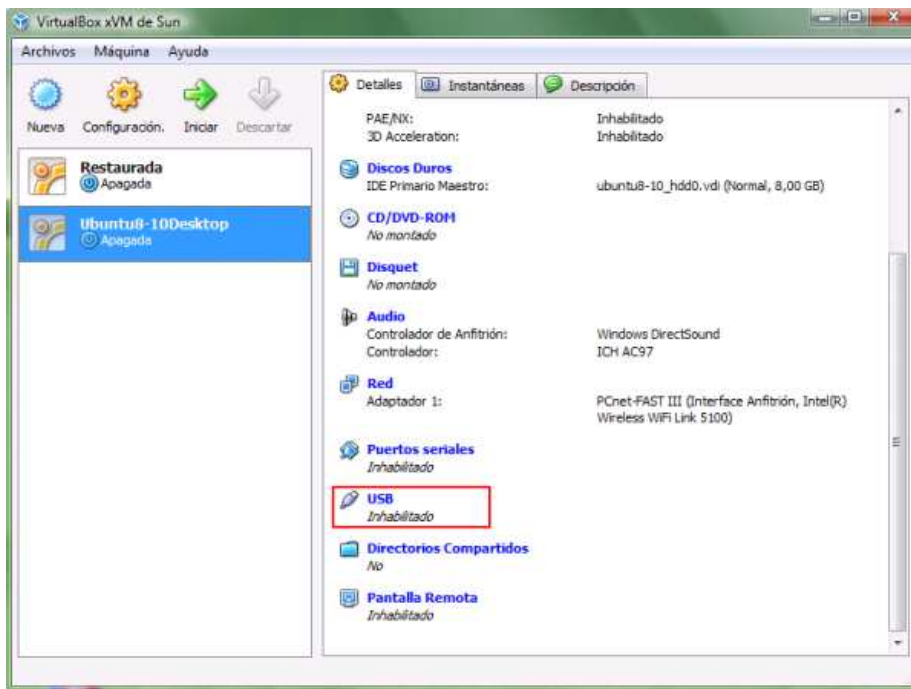 VirtualBox xVM de Sun
Archivos Máquina Ayuda
Nueva Configuración. Iniciar Descartar
Restaurada
Apagada
Ubuntu8-10Desktop
Apagada
Detalles Instantáneas Descripción
PAE/NX: Inhabilitado
3D Acceleration: Inhabilitado
Discos Duros
IDE Primario Maestro: ubuntu8-10_hdd0.vdi (Normal, 8,00 GB)
CD/DVD-ROM
No montado
Disquet
No montado
Audio
Controlador de Anfitrión: Windows DirectSound
Controlador: ICH AC97
Red
Adaptador 1: PCnet-FAST III (Interface Anfitrión, Intel(R)
Wireless WiFi Link 5100)
Puertos seriales
Inhabilitado
USB
Inhabilitado
Directorios Compartidos
No
Pantalla Remota
Inhabilitado